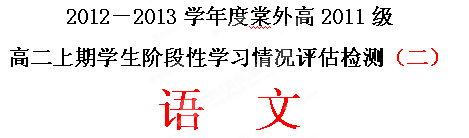 2012－2013 学年度棠外高 2011 级
高二上期学生阶段性学习情况评估检测（二）
语 文